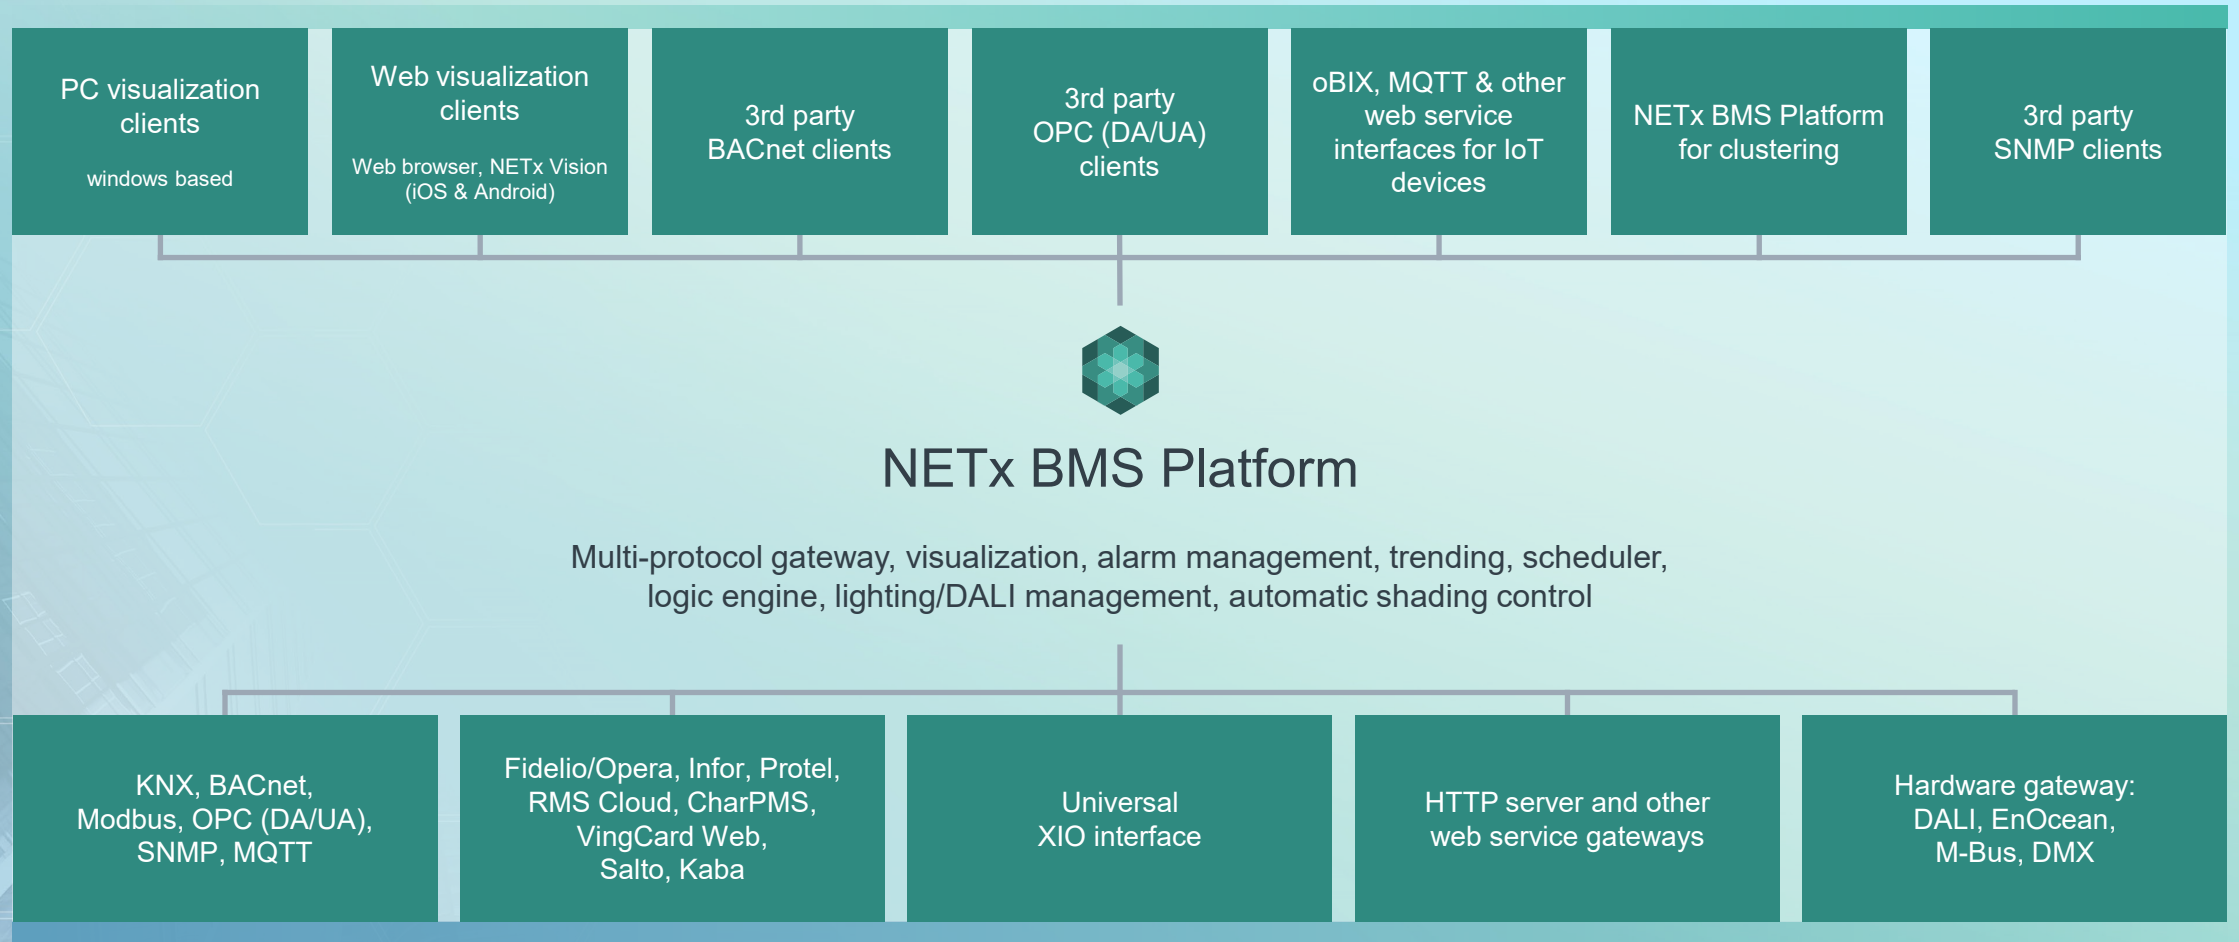 PC visualization
clients
windows based
Web visualization
clients
Web browser, NETx Vision
(iOS & Android)
3rd party
BACnet clients
3rd party
OPC (DA/UA)
clients
oBIX, MQTT & other
web service
interfaces for IoT
devices
NETx BMS Platform
for clustering
3rd party
SNMP clients
NETx BMS Platform
Multi-protocol gateway, visualization, alarm management, trending, scheduler,
logic engine, lighting/DALI management, automatic shading control
KNX, BACnet,
Modbus, OPC (DA/UA),
SNMP, MQTT
Fidelio/Opera, Infor, Protel,
RMS Cloud, CharPMS,
VingCard Web,
Salto, Kaba
Universal
XIO interface
HTTP server and other
web service gateways
Hardware gateway:
DALI, EnOcean,
M-Bus, DMX